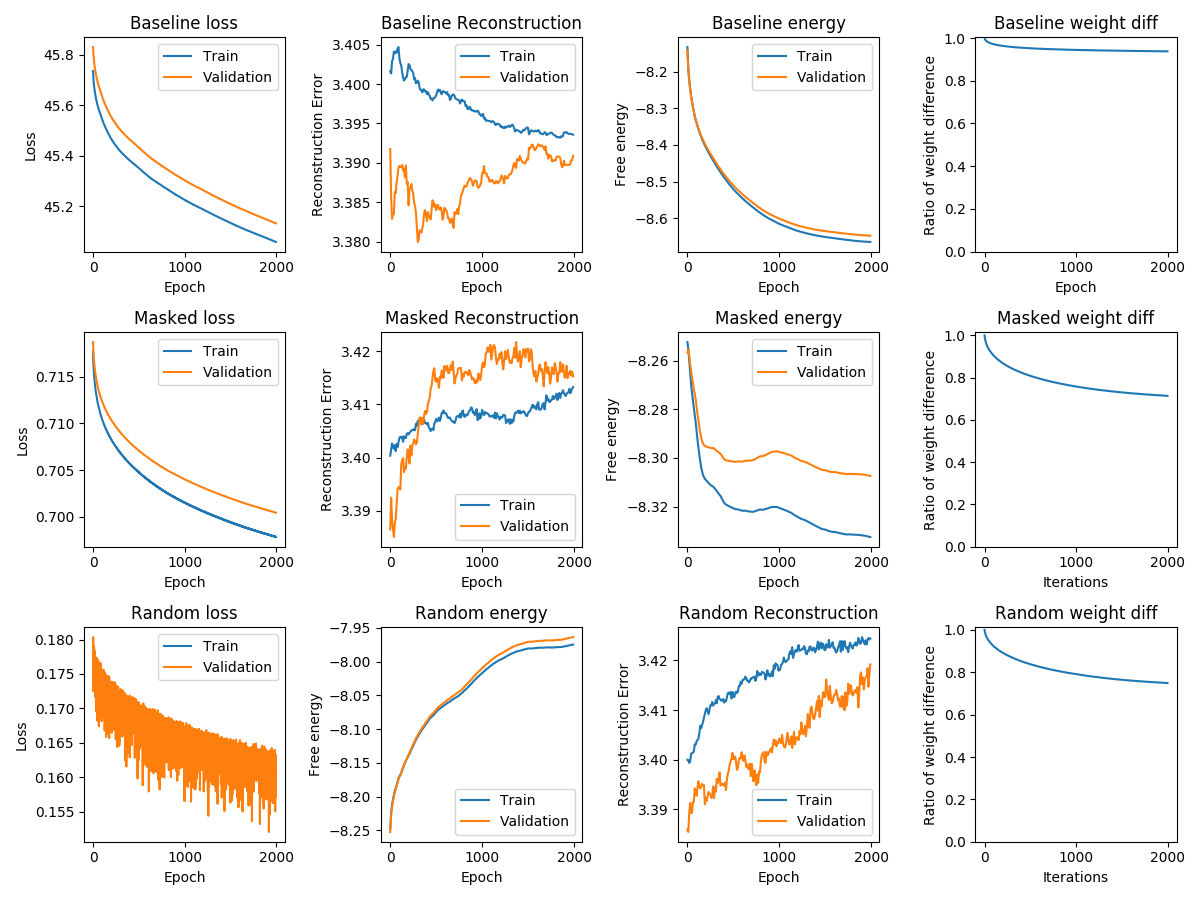 Baseline loss
45.8
45.6
45.4
45.2
Loss
Train
Validation
0 1000 2000
Epoch
Baseline Reconstruction
3.405
3.400
3.395
3.390
3.385
3.380
Reconstruction Error
Train
Validation
0 1000 2000
Epoch
Baseline energy
−8.2
−8.3
−8.4
−8.5
−8.6
Free energy
Train
Validation
0 1000 2000
Epoch
Baseline weight diff
1.0
0.8
0.6
0.4
0.2
0.0
Ratio of weight difference
0 1000 2000
Epoch
Masked loss
0.715
0.710
0.705
0.700
Loss
Train
Validation
0 1000 2000
Epoch
Masked Reconstruction
3.42
3.41
3.40
3.39
Reconstruction Error
Train
Validation
0 1000 2000
Epoch
Masked energy
−8.26
−8.28
−8.30
−8.32
Free energy
Train
Validation
0 1000 2000
Epoch
Masked weight diff
1.0
0.8
0.6
0.4
0.2
0.0
Ratio of weight difference
0 1000 2000
Iterations
Random loss
0.180
0.175
0.170
0.165
0.160
0.155
Loss
Train
Validation
0 1000 2000
Epoch
Random energy
−7.95
−8.00
−8.05
−8.10
−8.15
−8.20
−8.25
Free energy
Train
Validation
0 1000 2000
Epoch
Random Reconstruction
3.42
3.41
3.40
3.39
Reconstruction Error
Train
Validation
0 1000 2000
Epoch
Random weight diff
1.0
0.8
0.6
0.4
0.2
0.0
Ratio of weight difference
0 1000 2000
Iterations